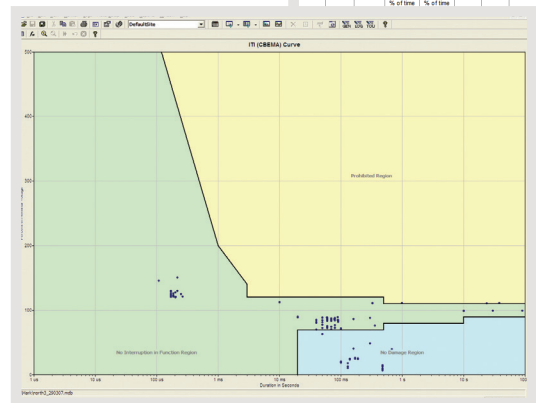 % of time % of time
DefaultSite
ITI (CBEMA) Curve
500
400
Prohibited Region
300
200
100
No Interruption in Function Region
No Damage Region
0
1 us 10 us 100 us 1 ms 10 ms 100 ms 1 s 10 s 100
Duration in Seconds